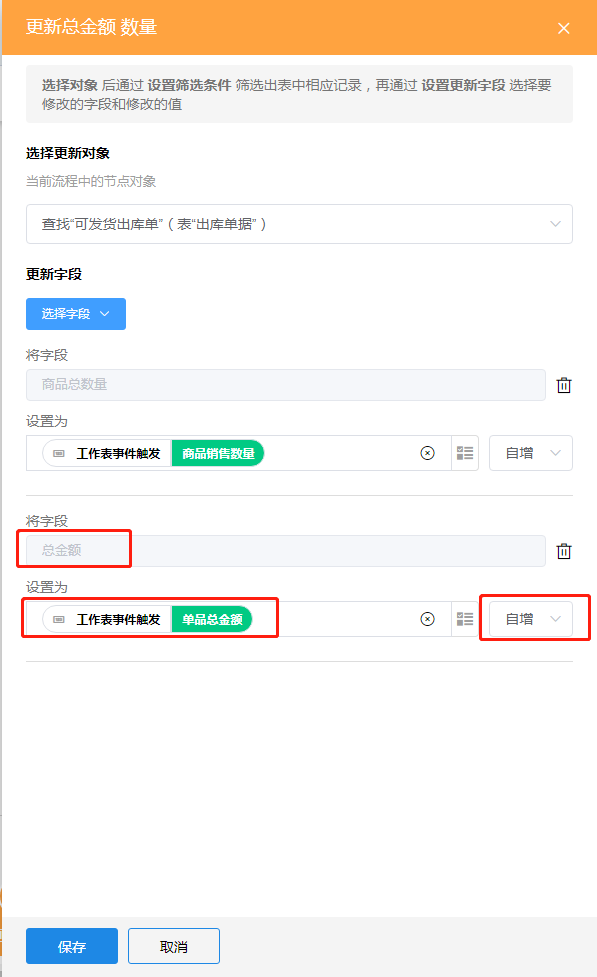 更新总金额 数量
选择对象 后通过 设置筛选条件 筛选出表中相应记录，再通过 设置更新字段 选择要
修改的字段和修改的值
选择更新对象
当前流程中的节点对象
查找“可发货出库单”（表“出库单据”）
更新字段
选择字段
将字段
商品总数量
设置为
工作表事件触发 商品销售数量 自增
将字段
总金额
设置为
工作表事件触发 单品总金额 自增
保存 取消